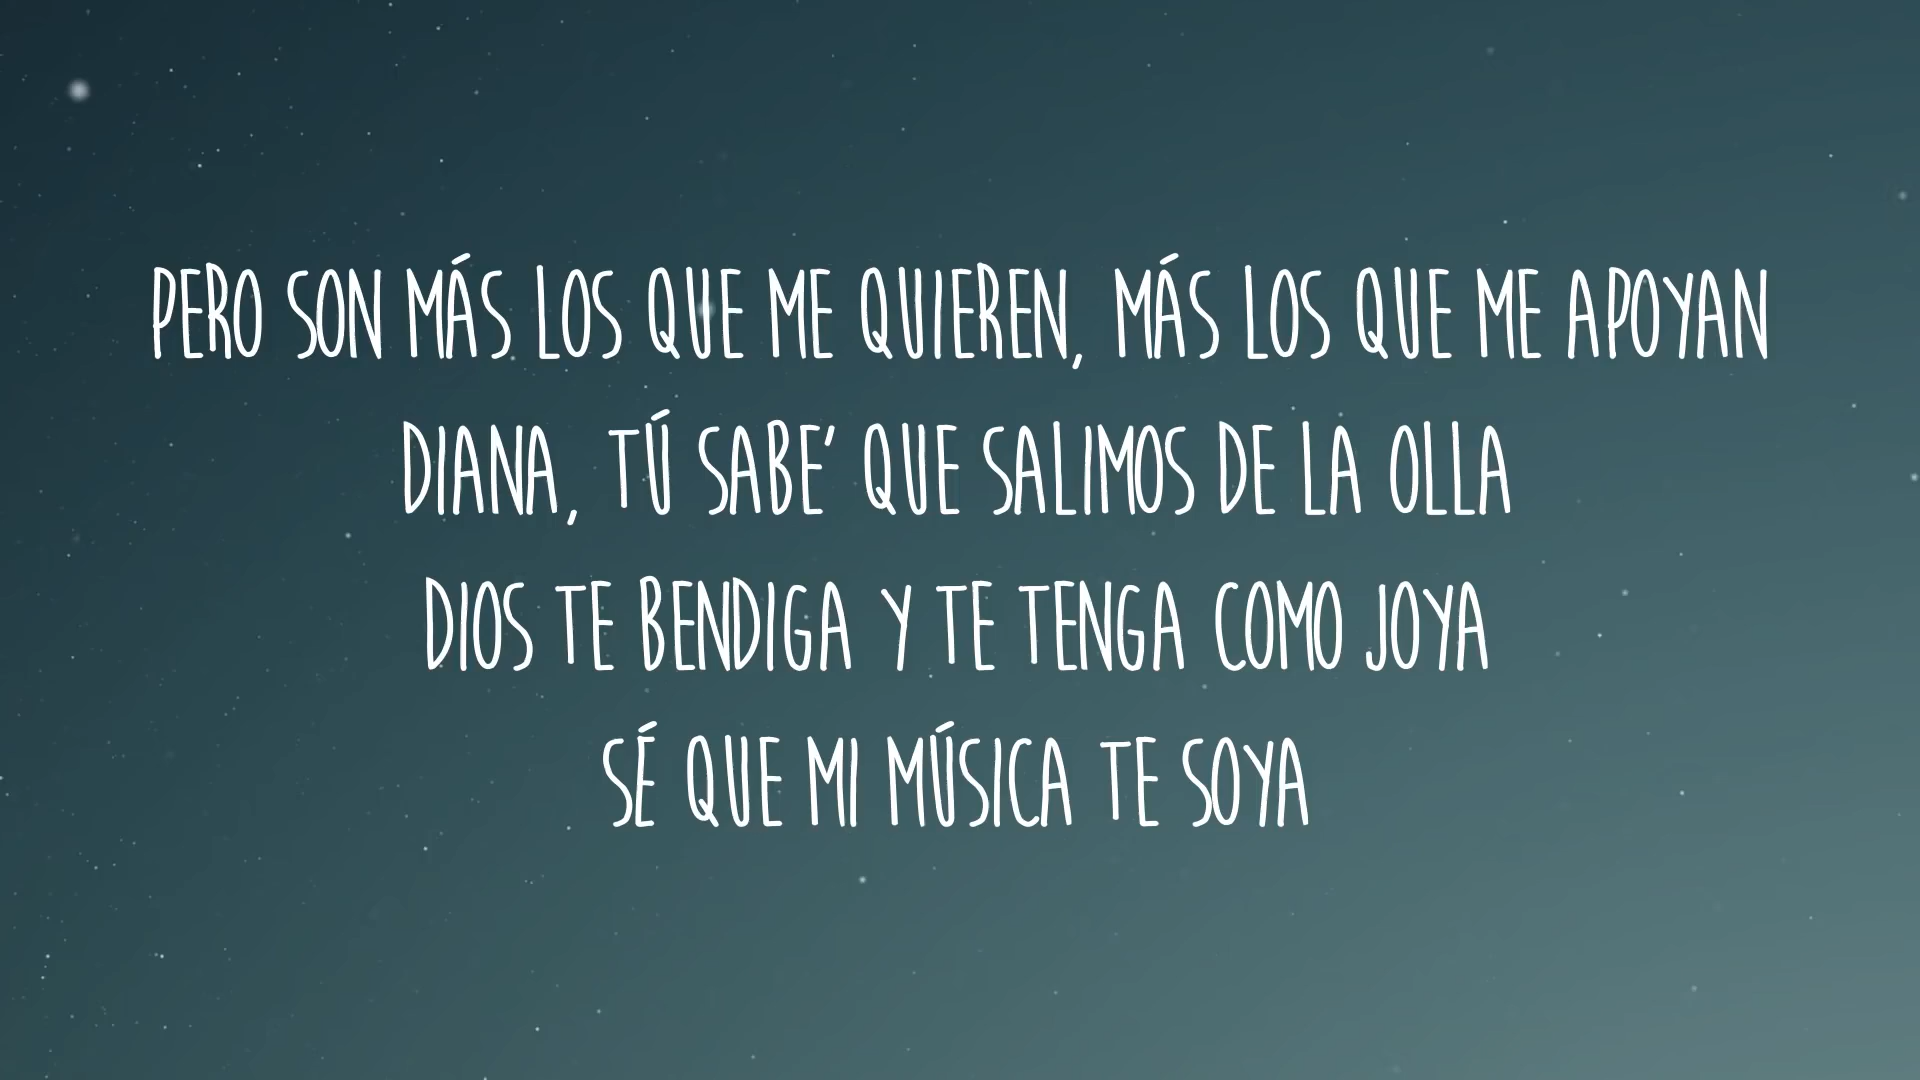 PERO SON MÁS LOS QUE ME QUIEREN, MÁS LOS QUE ME APOYAN
DIANA, TÚ SABE' QUE SALIMOS DE LA OLLA
DIOS TE BENDIGA Y TE TENGA COMO JOYA
SÉ QUE MI MÚSICA TE SOYA